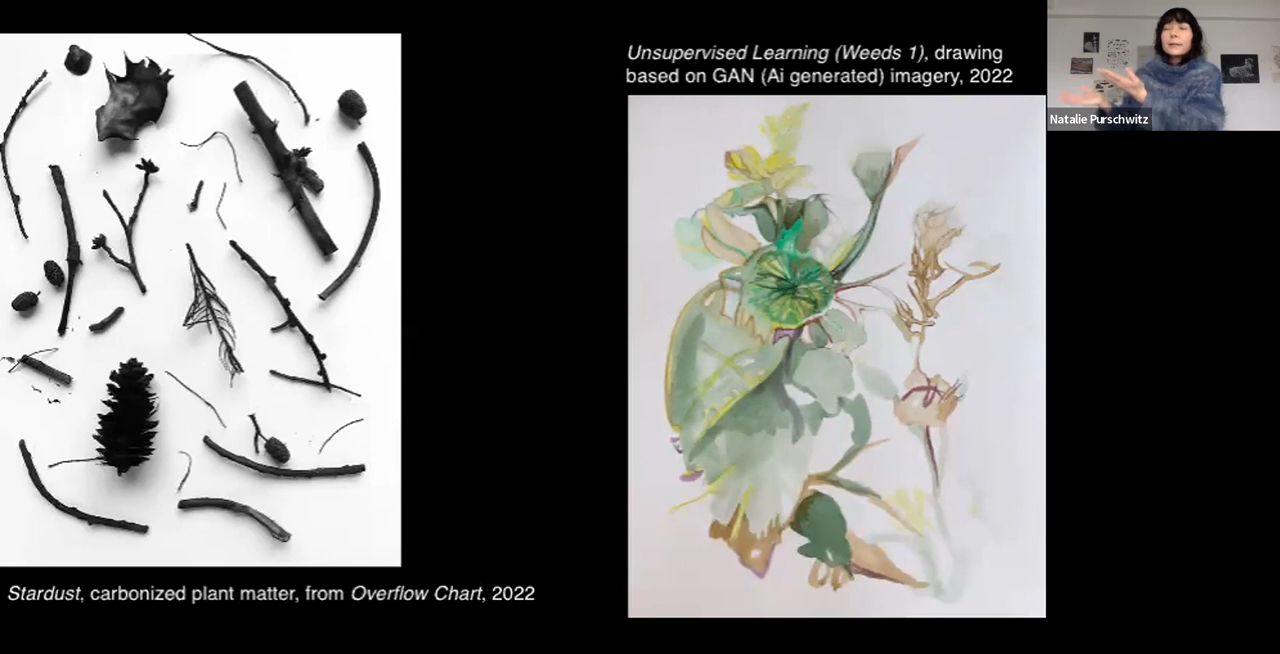 Unsupervised Learning (Weeds 1), drawing
based on GAN (Ai generated) imagery, 2022
Natalie Purschwitz
Stardust, carbonized plant matter, from Overflow Chart, 2022